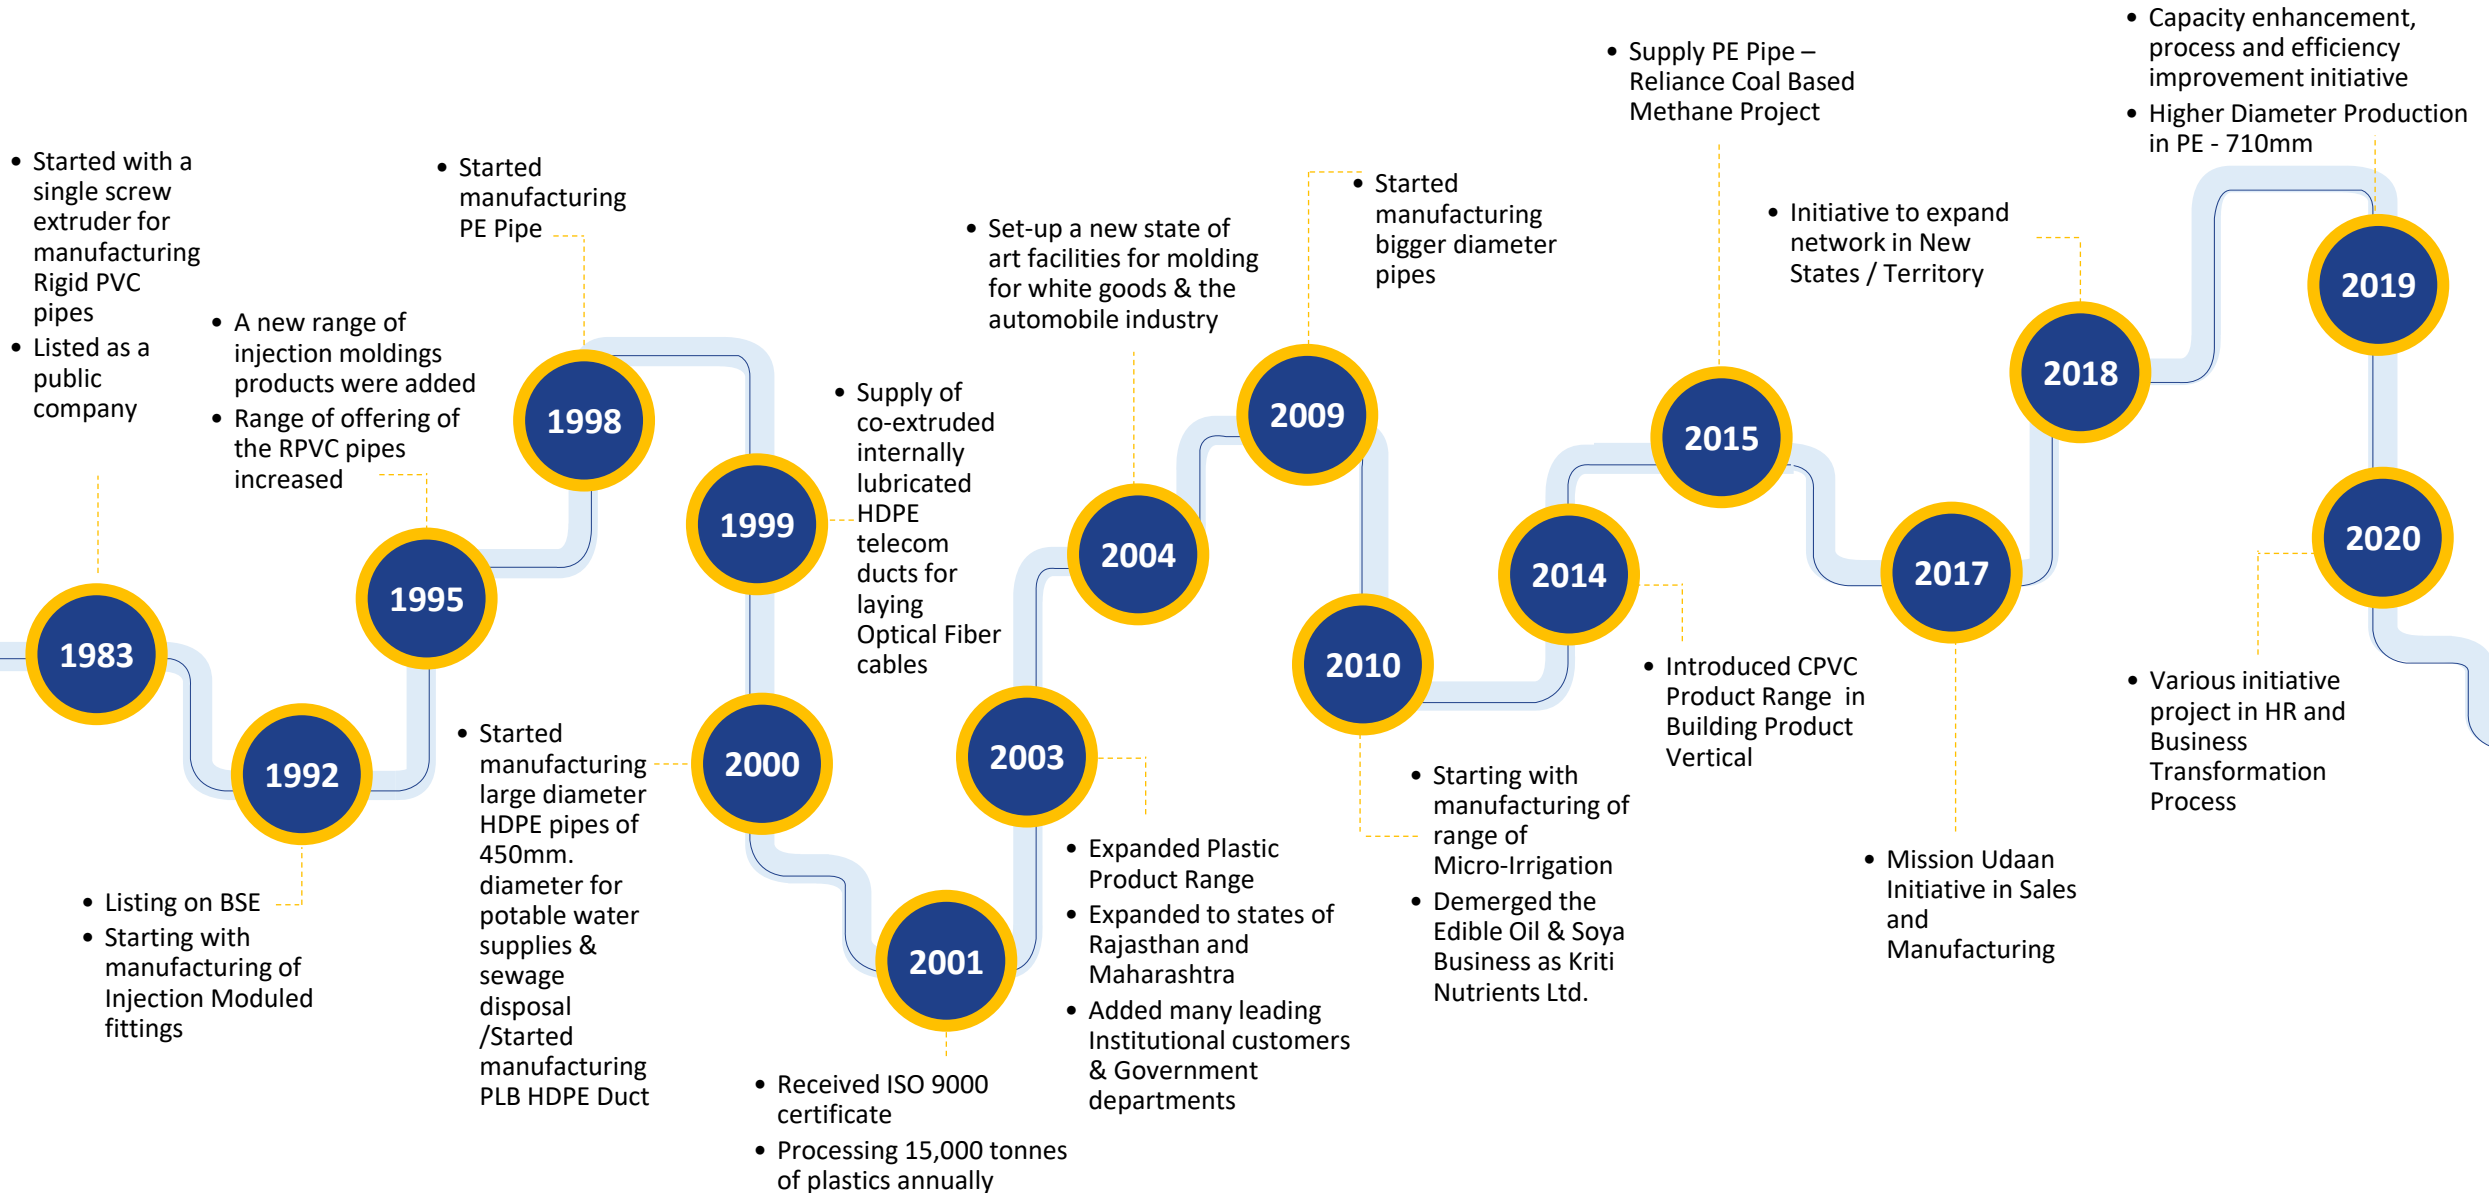 • Started with a
single screw
extruder for
manufacturing
Rigid PVC
pipes
• Listed as a
public
company
1983
1992
• Listing on BSE
• Starting with
manufacturing of
Injection Moduled
fittings
• A new range of
injection moldings
products were added
• Range of offering of
the RPVC pipes
increased
1995
• Started
manufacturing
PE Pipe
1998
1999
• Supply of
co-extruded
internally
lubricated
HDPE
telecom
ducts for
laying
Optical Fiber
cables
2000
• Started
manufacturing
large diameter
HDPE pipes of
450mm.
diameter for
potable water
supplies &
sewage
disposal
/Started
manufacturing
PLB HDPE Duct
2001
• Received ISO 9000
certificate
• Processing 15,000 tonnes
of plastics annually
2003
• Expanded Plastic
Product Range
• Expanded to states of
Rajasthan and
Maharashtra
• Added many leading
Institutional customers
& Government
departments
• Set-up a new state of
art facilities for molding
for white goods & the
automobile industry
2004
• Started
manufacturing
bigger diameter
pipes
2009
2010
• Starting with
manufacturing of
range of
Micro-Irrigation
• Demerged the
Edible Oil & Soya
Business as Kriti
Nutrients Ltd.
2014
• Introduced CPVC
Product Range in
Building Product
Vertical
• Supply PE Pipe –
Reliance Coal Based
Methane Project
2015
2017
• Mission Udaan
Initiative in Sales
and
Manufacturing
• Initiative to expand
network in New
States / Territory
2018
• Capacity enhancement,
process and efficiency
improvement initiative
• Higher Diameter Production
in PE - 710mm
2019
2020
• Various initiative
project in HR and
Business
Transformation
Process